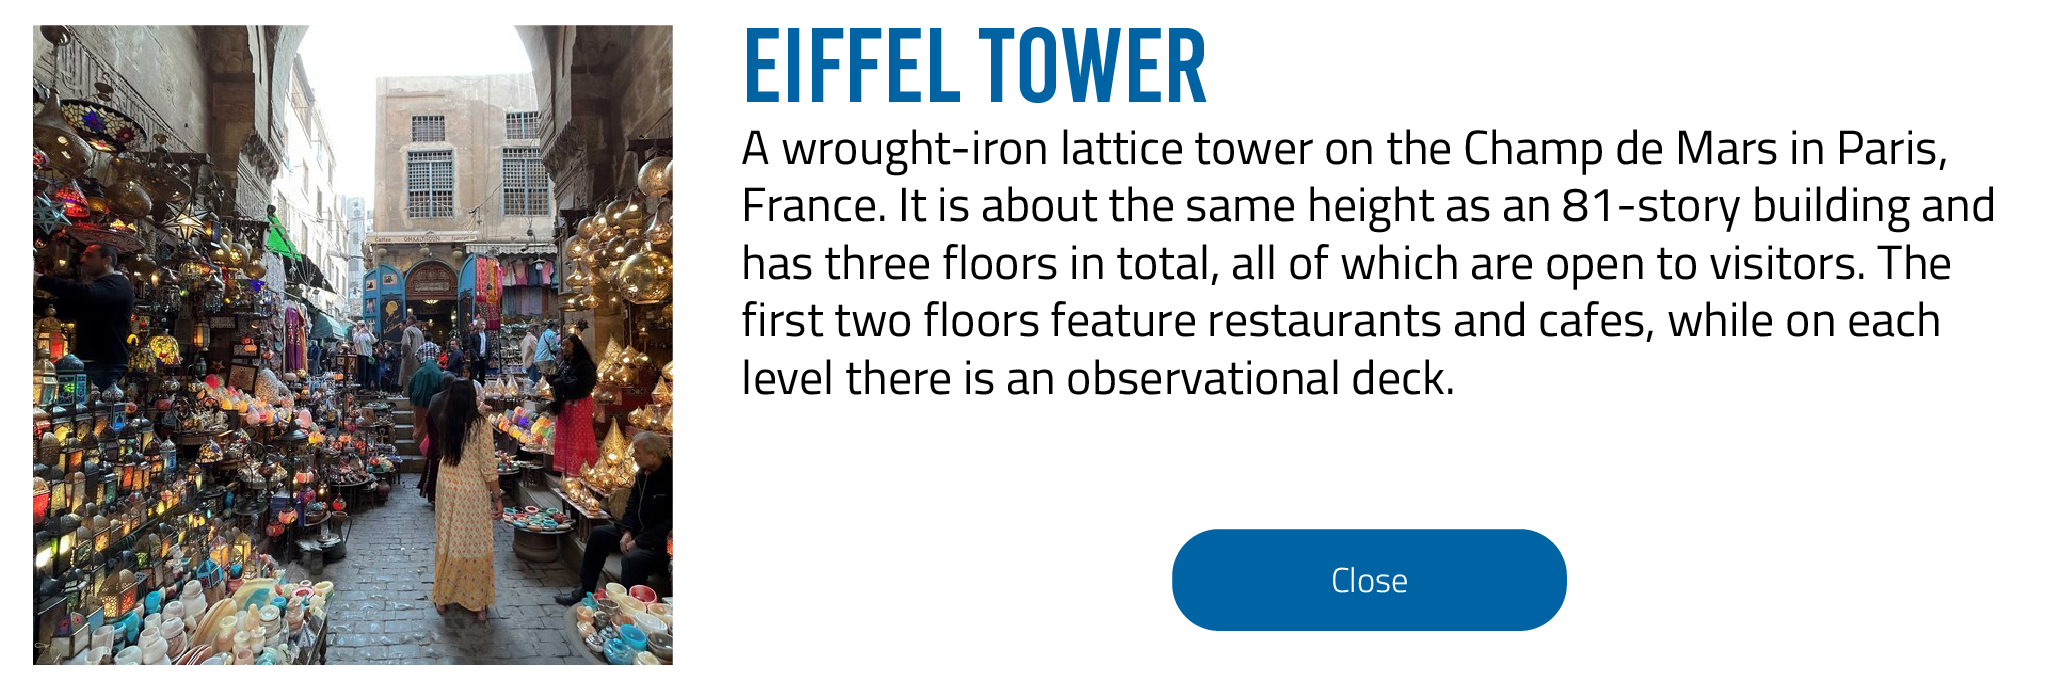 EIFFEL TOWER
A wrought-iron lattice tower on the Champ de Mars in Paris,
France. It is about the same height as an 81-story building and
has three floors in total, all of which are open to visitors. The
first two floors feature restaurants and cafes, while on each
level there is an observational deck.
Close